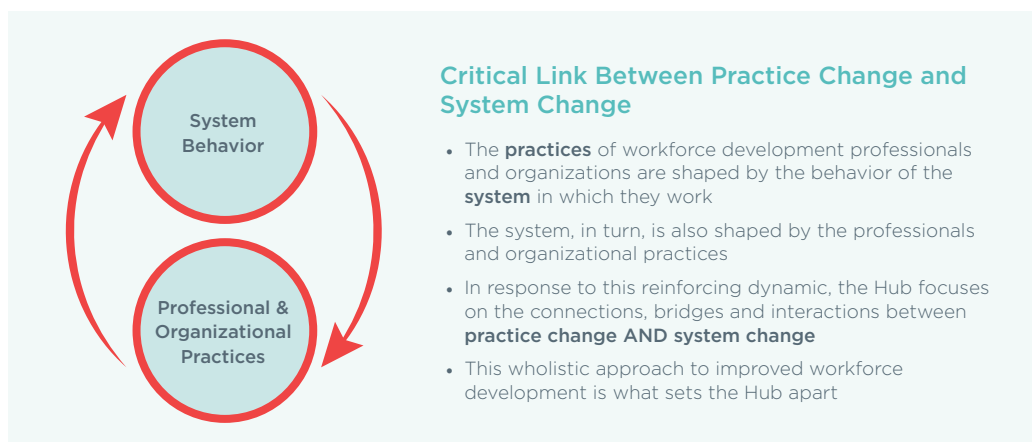 System
Behavior
Professional &
Organizational
Practices
Critical Link Between Practice Change and
System Change
• The practices of workforce development professionals
and organizations are shaped by the behavior of the
system in which they work
• The system, in turn, is also shaped by the professionals
and organizational practices
• In response to this reinforcing dynamic, the Hub focuses
on the connections, bridges and interactions between
practice change AND system change
• This wholistic approach to improved workforce
development is what sets the Hub apart